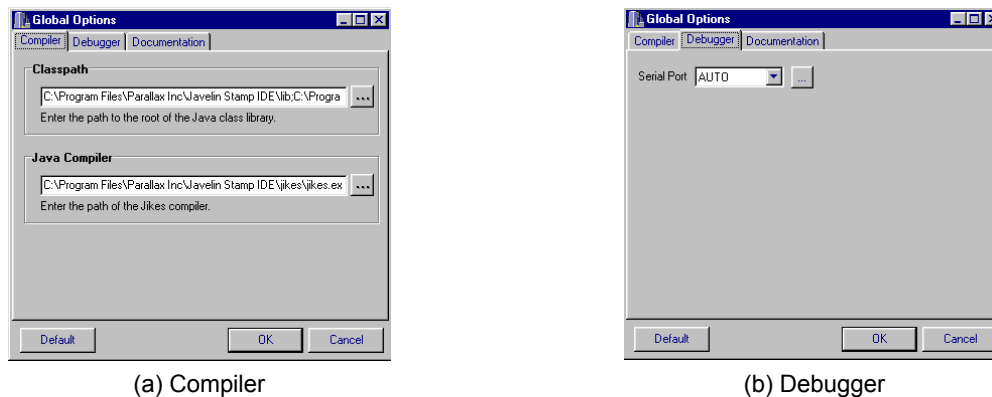 Global Options
Compiler Debugger Documentation
Classpath
C:\Program Files\Parallax Inc\Javelin Stamp IDE\lib;C:\Progra ...
Enter the path to the root of the Java class library.
Java Compiler
C:\Program Files\Parallax Inc\Javelin Stamp IDE\jikes\jikes.ex ...
Enter the path of the Jikes compiler.
Default OK Cancel
(a) Compiler
Global Options
Compiler Debugger Documentation
Serial Port AUTO ...
Default OK Cancel
(b) Debugger